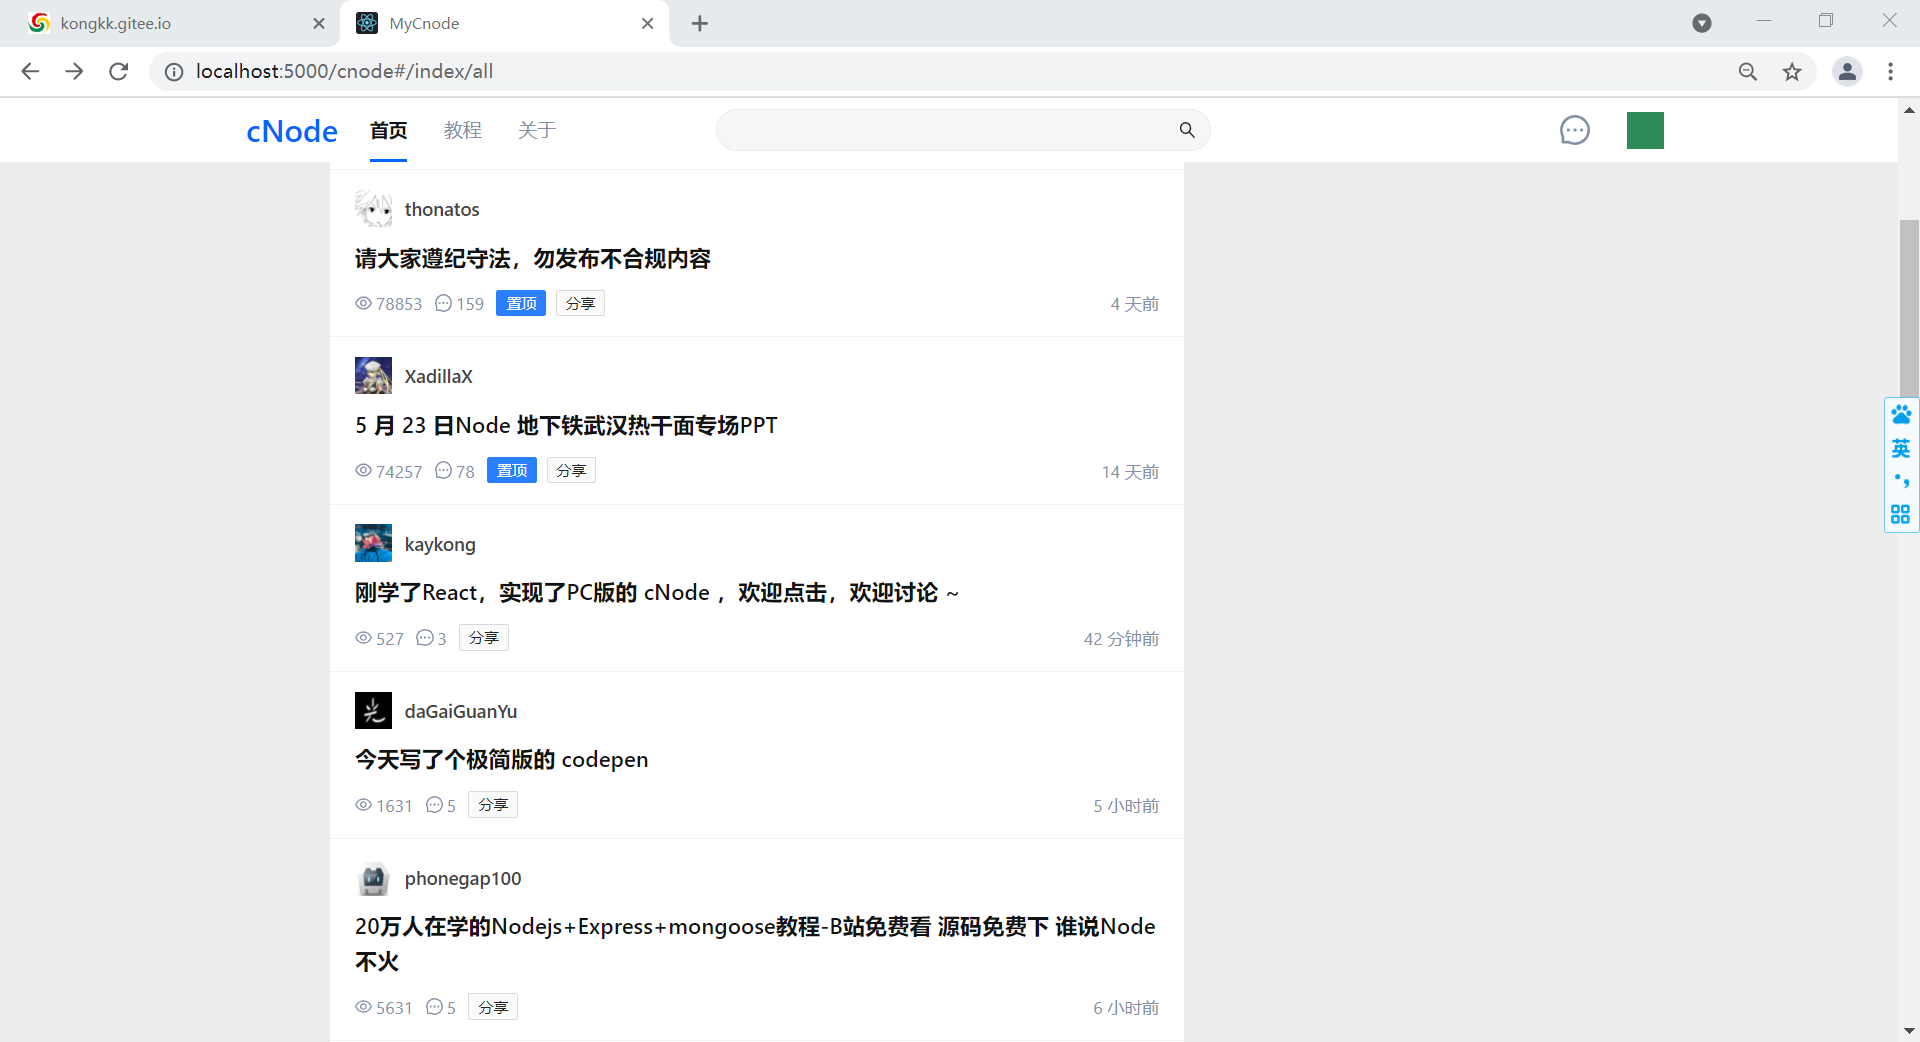 kongkk.gitee.io
MyCnode
localhost:5000/cnode#/index/all
cNode 首页 教程 关于
thonatos
请大家遵纪守法，勿发布不合规内容
78853 159 置顶 分享 4 天前
XadillaX
5 月 23 日Node 地下铁武汉热干面专场PPT
74257 78 置顶 分享 14 天前
kaykong
刚学了React，实现了PC版的 cNode ，欢迎点击，欢迎讨论 ~
527 3 分享 42 分钟前
光
daGaiGuanYu
今天写了个极简版的 codepen
1631 5 分享 5 小时前
phonegap100
20万人在学的Nodejs+Express+mongoose教程-B站免费看 源码免费下 谁说Node
不火
5631 5 分享 6 小时前
英